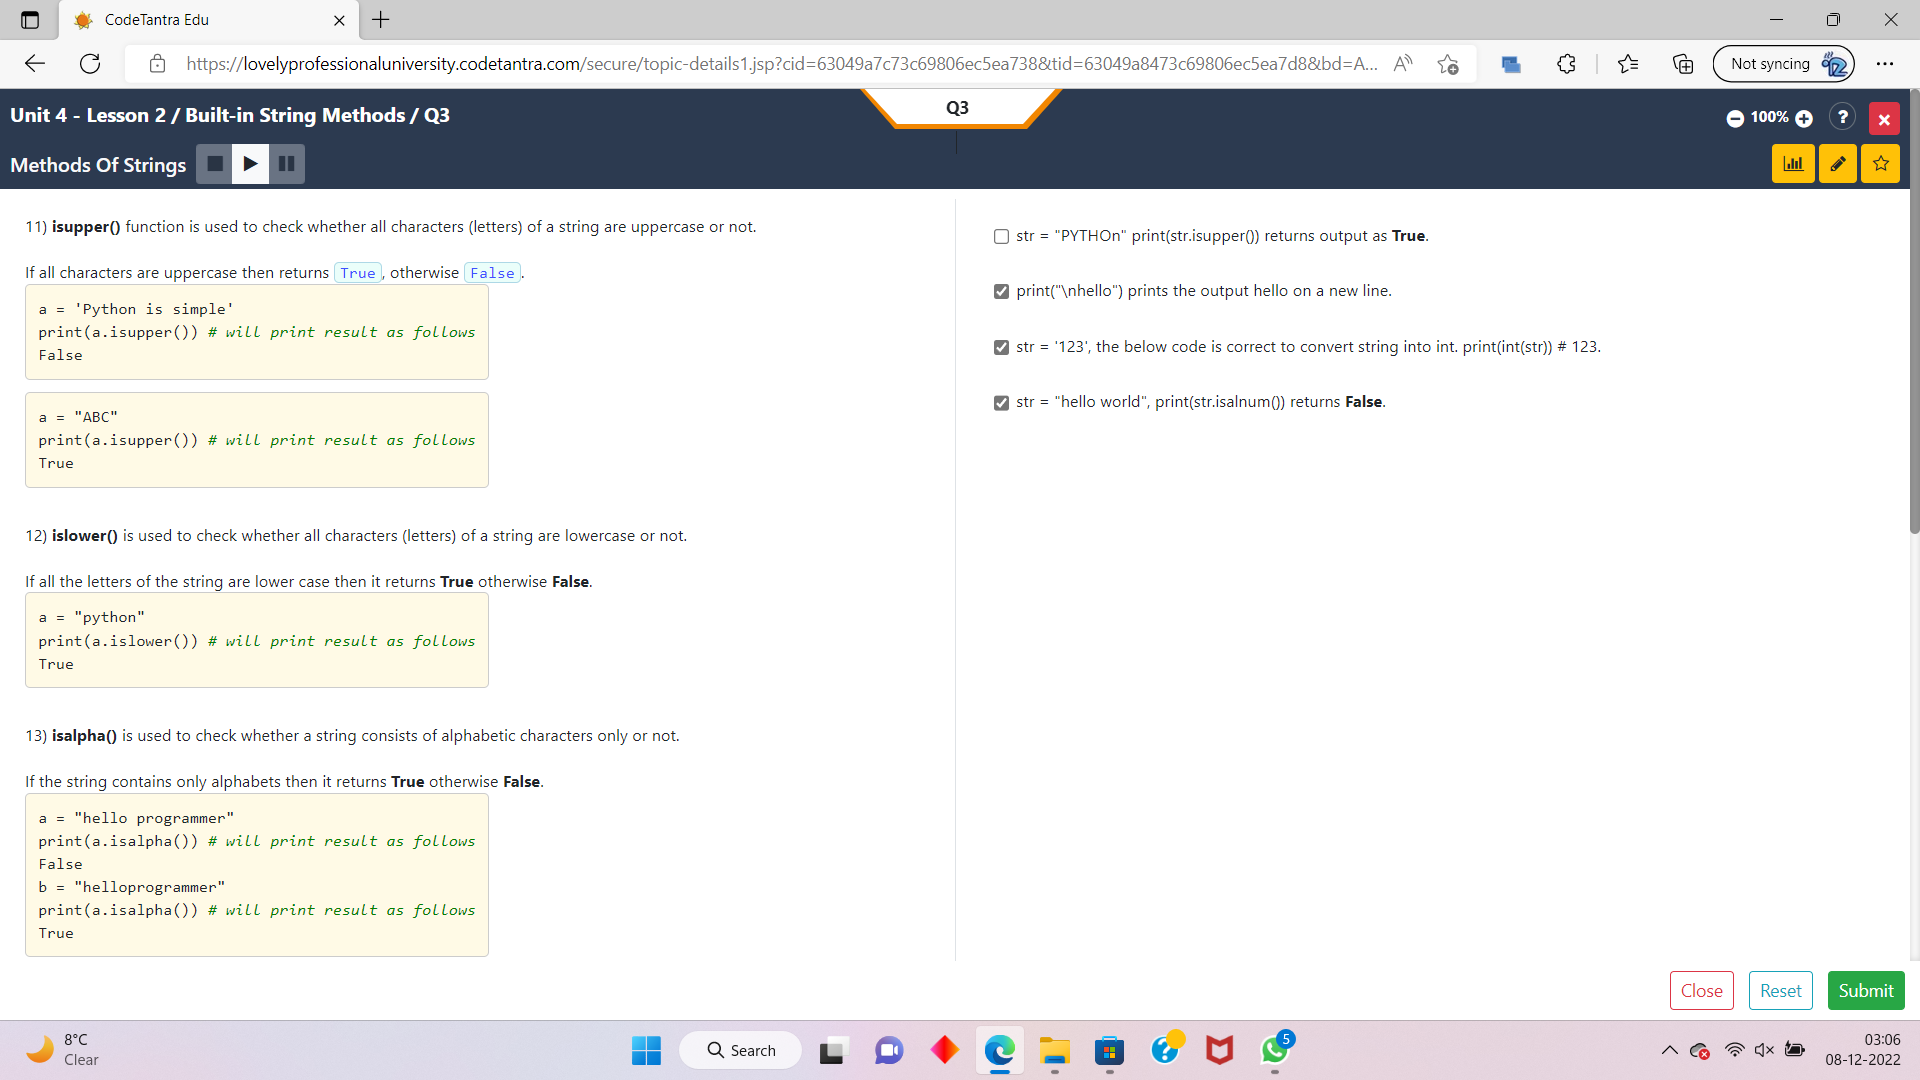 CodeTantra Edu
https://lovelyprofessionaluniversity.codetantra.com/secure/topic-details1.jsp?cid=63049a7c73c69806ec5ea738&tid=63049a8473c69806ec5ea7d8&bd=A...
Not syncing
Unit 4 - Lesson 2 / Built-in String Methods / Q3
Q3
100%
?
Methods Of Strings
11) isupper() function is used to check whether all characters (letters) of a string are uppercase or not.
If all characters are uppercase then returns True, otherwise False.
a = 'Python is simple'
print(a.isupper()) # will print result as follows
False
a = "ABC"
print(a.isupper()) # will print result as follows
True
12) islower() is used to check whether all characters (letters) of a string are lowercase or not.
If all the letters of the string are lower case then it returns True otherwise False.
a = "python"
print(a.islower()) # will print result as follows
True
13) isalpha() is used to check whether a string consists of alphabetic characters only or not.
If the string contains only alphabets then it returns True otherwise False.
a = "hello programmer"
print(a.isalpha()) # will print result as follows
False
b = "helloprogrammer"
print(a.isalpha()) # will print result as follows
True
str = "PYTHOn" print(str.isupper()) returns output as True.
print("\nhello") prints the output hello on a new line.
str = '123', the below code is correct to convert string into int. print(int(str)) # 123.
str = "hello world", print(str.isalnum()) returns False.
Close
Reset
Submit
8°C
Clear
Search
5
03:06
08-12-2022